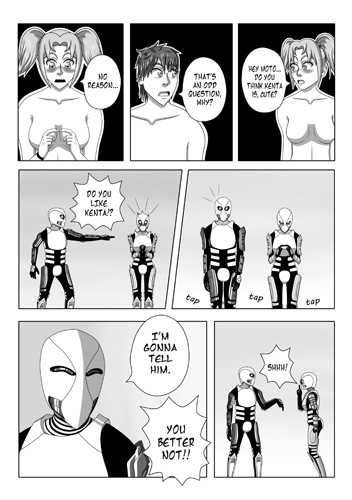 HEY MOTO...
DO YOU
THINK KENTA
IS, CUTE?
THAT'S
AN ODD
QUESTION,
WHY?
NO
REASON...
tap
tap
tap
DO YOU
LIKE
KENTA!?
SHHH!
I'M
GONNA
TELL
HIM.
YOU
BETTER
NOT!!